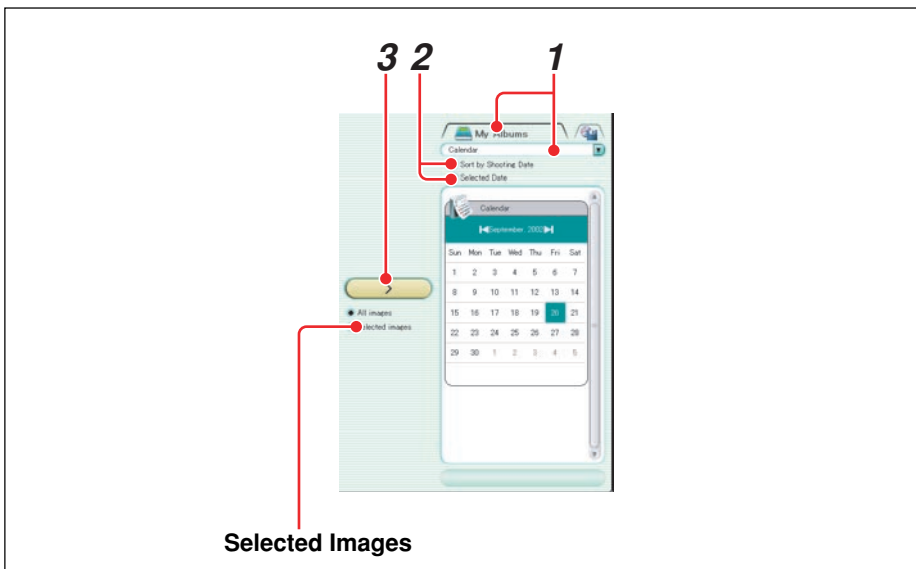 3 2 1
My Albums
Calendar
Sort by Shooting Date
Selected Date
Calendar
September, 2002
Sun Mon Tue Wed Thu Fri Sat
1 2 3 4 5 6 7
>
8 9 10 11 12 13 14
All images
15 16 17 18 19 20 21
lected images
22 23 24 25 26 27 28
29 30 1 2 3 4 5
Selected Images